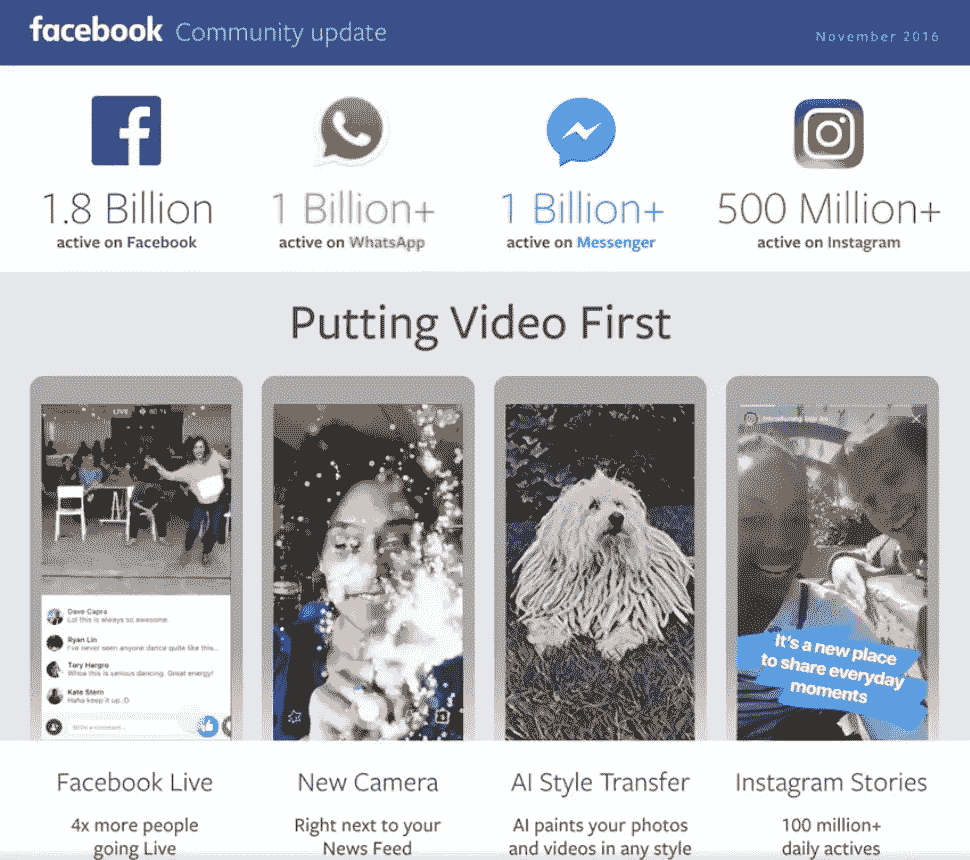 facebook Community update
November 2016
1.8 Billion
active on Facebook
1 Billion+
active on WhatsApp
1 Billion+
active on Messenger
500 Million+
active on Instagram
Putting Video First
LIVE
Dave Capra
Lol this is always so awesome.
Ryan Lin
I've never seen anyone dance quite like this...
Tory Hargro
Whoa this is serious dancing. Great energy!
Kate Stern
Haha keep it up :D
Write a comment...
It's a new place
to share everyday
moments
Facebook Live
4x more people
going Live
New Camera
Right next to your
News Feed
AI Style Transfer
AI paints your photos
and videos in any style
Instagram Stories
100 million+
daily actives